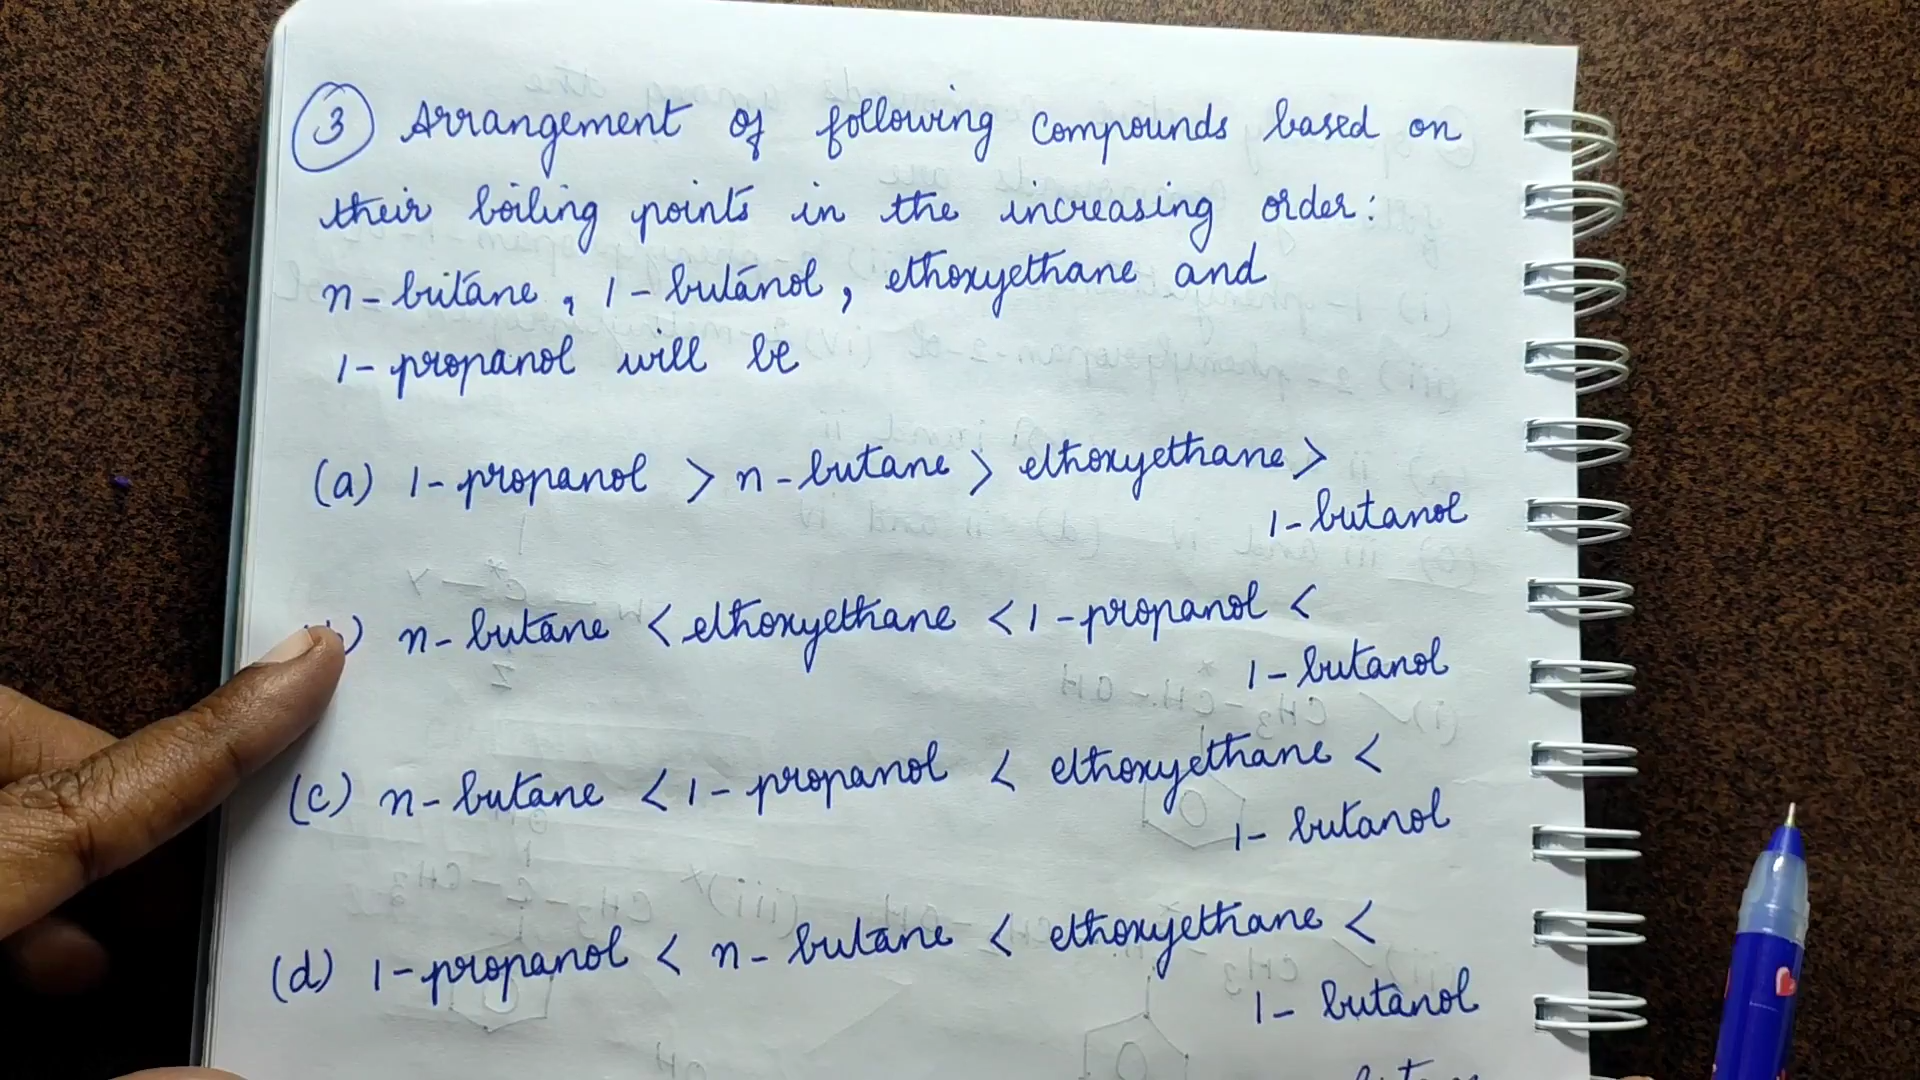 3 Arrangement of following compounds based on
their boiling points in the increasing order:
n-butane, 1-butanol, ethoxyethane and
1-propanol will be
(a) 1-propanol > n-butane > ethoxyethane >
1-butanol
n-butane < ethoxyethane < 1-propanol <
1-butanol
(c) n-butane < 1-propanol < ethoxyethane <
1-butanol
(d) 1-propanol < n-butane < ethoxyethane <
1-butanol